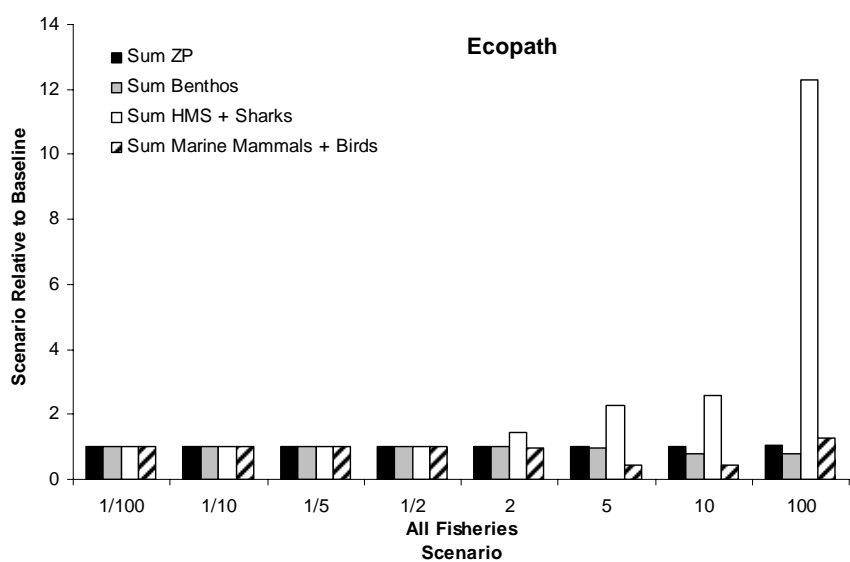 Ecopath
Sum ZP
Sum Benthos
Sum HMS + Sharks
Sum Marine Mammals + Birds
Scenario Relative to Baseline
14
12
10
8
6
4
2
0
1/100 1/10 1/5 1/2 2 5 10 100
All Fisheries
Scenario